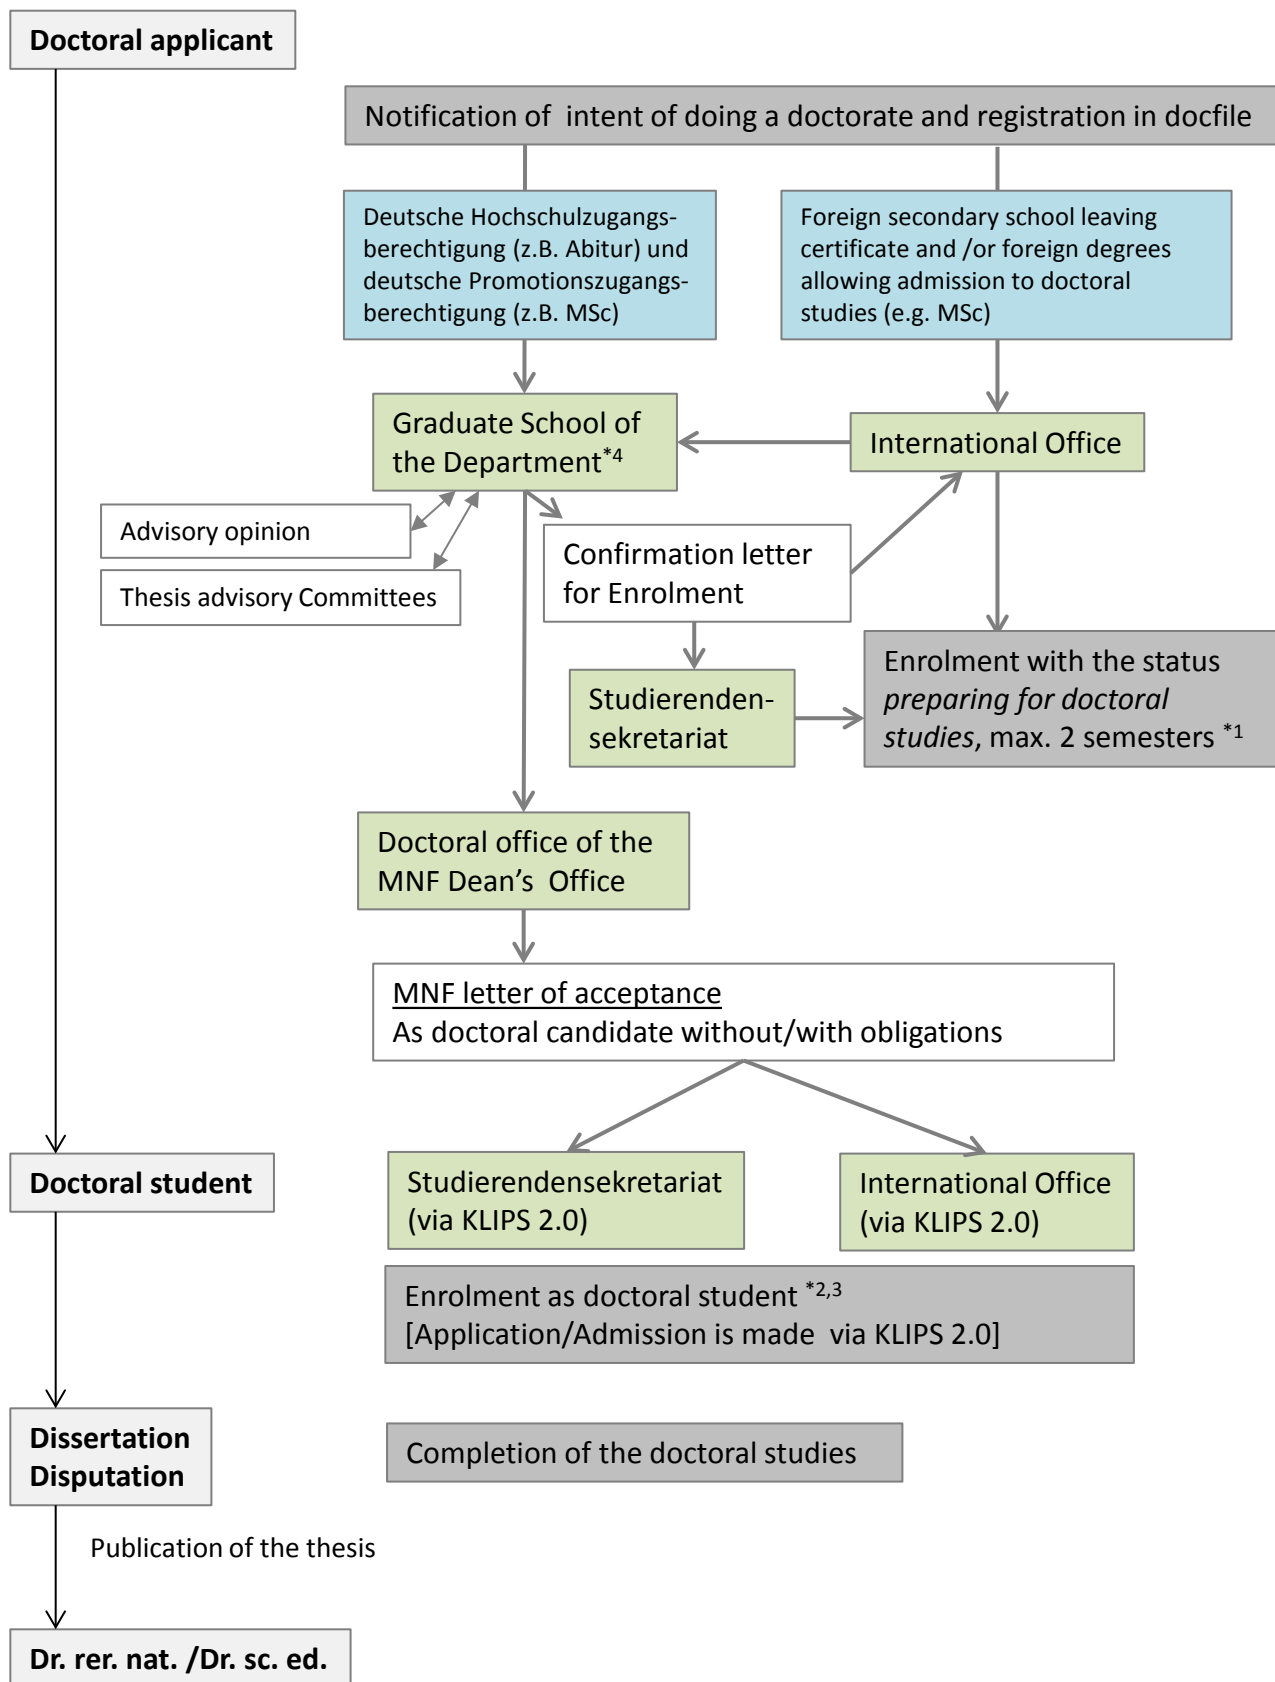 Doctoral applicant
Notification of  intent of doing a doctorate and registration in docfile
Deutsche Hochschulzugangs-
berechtigung (z.B. Abitur) und
deutsche Promotionszugangs-
berechtigung (z.B. MSc)
Foreign secondary school leaving
certificate and /or foreign degrees
allowing admission to doctoral
studies (e.g. MSc)
Graduate School of
the Department*4
International Office
Advisory opinion
Thesis advisory Committees
Confirmation letter
for Enrolment
Studierenden-
sekretariat
Enrolment with the status
preparing for doctoral
studies, max. 2 semesters *1
Doctoral office of the
MNF Dean’s  Office
MNF letter of acceptance
As doctoral candidate without/with obligations
Doctoral student
Studierendensekretariat
(via KLIPS 2.0)
International Office
(via KLIPS 2.0)
Enrolment as doctoral student *2,3
[Application/Admission is made  via KLIPS 2.0]
Dissertation
Disputation
Completion of the doctoral studies
Publication of the thesis
Dr. rer. nat. /Dr. sc. ed.